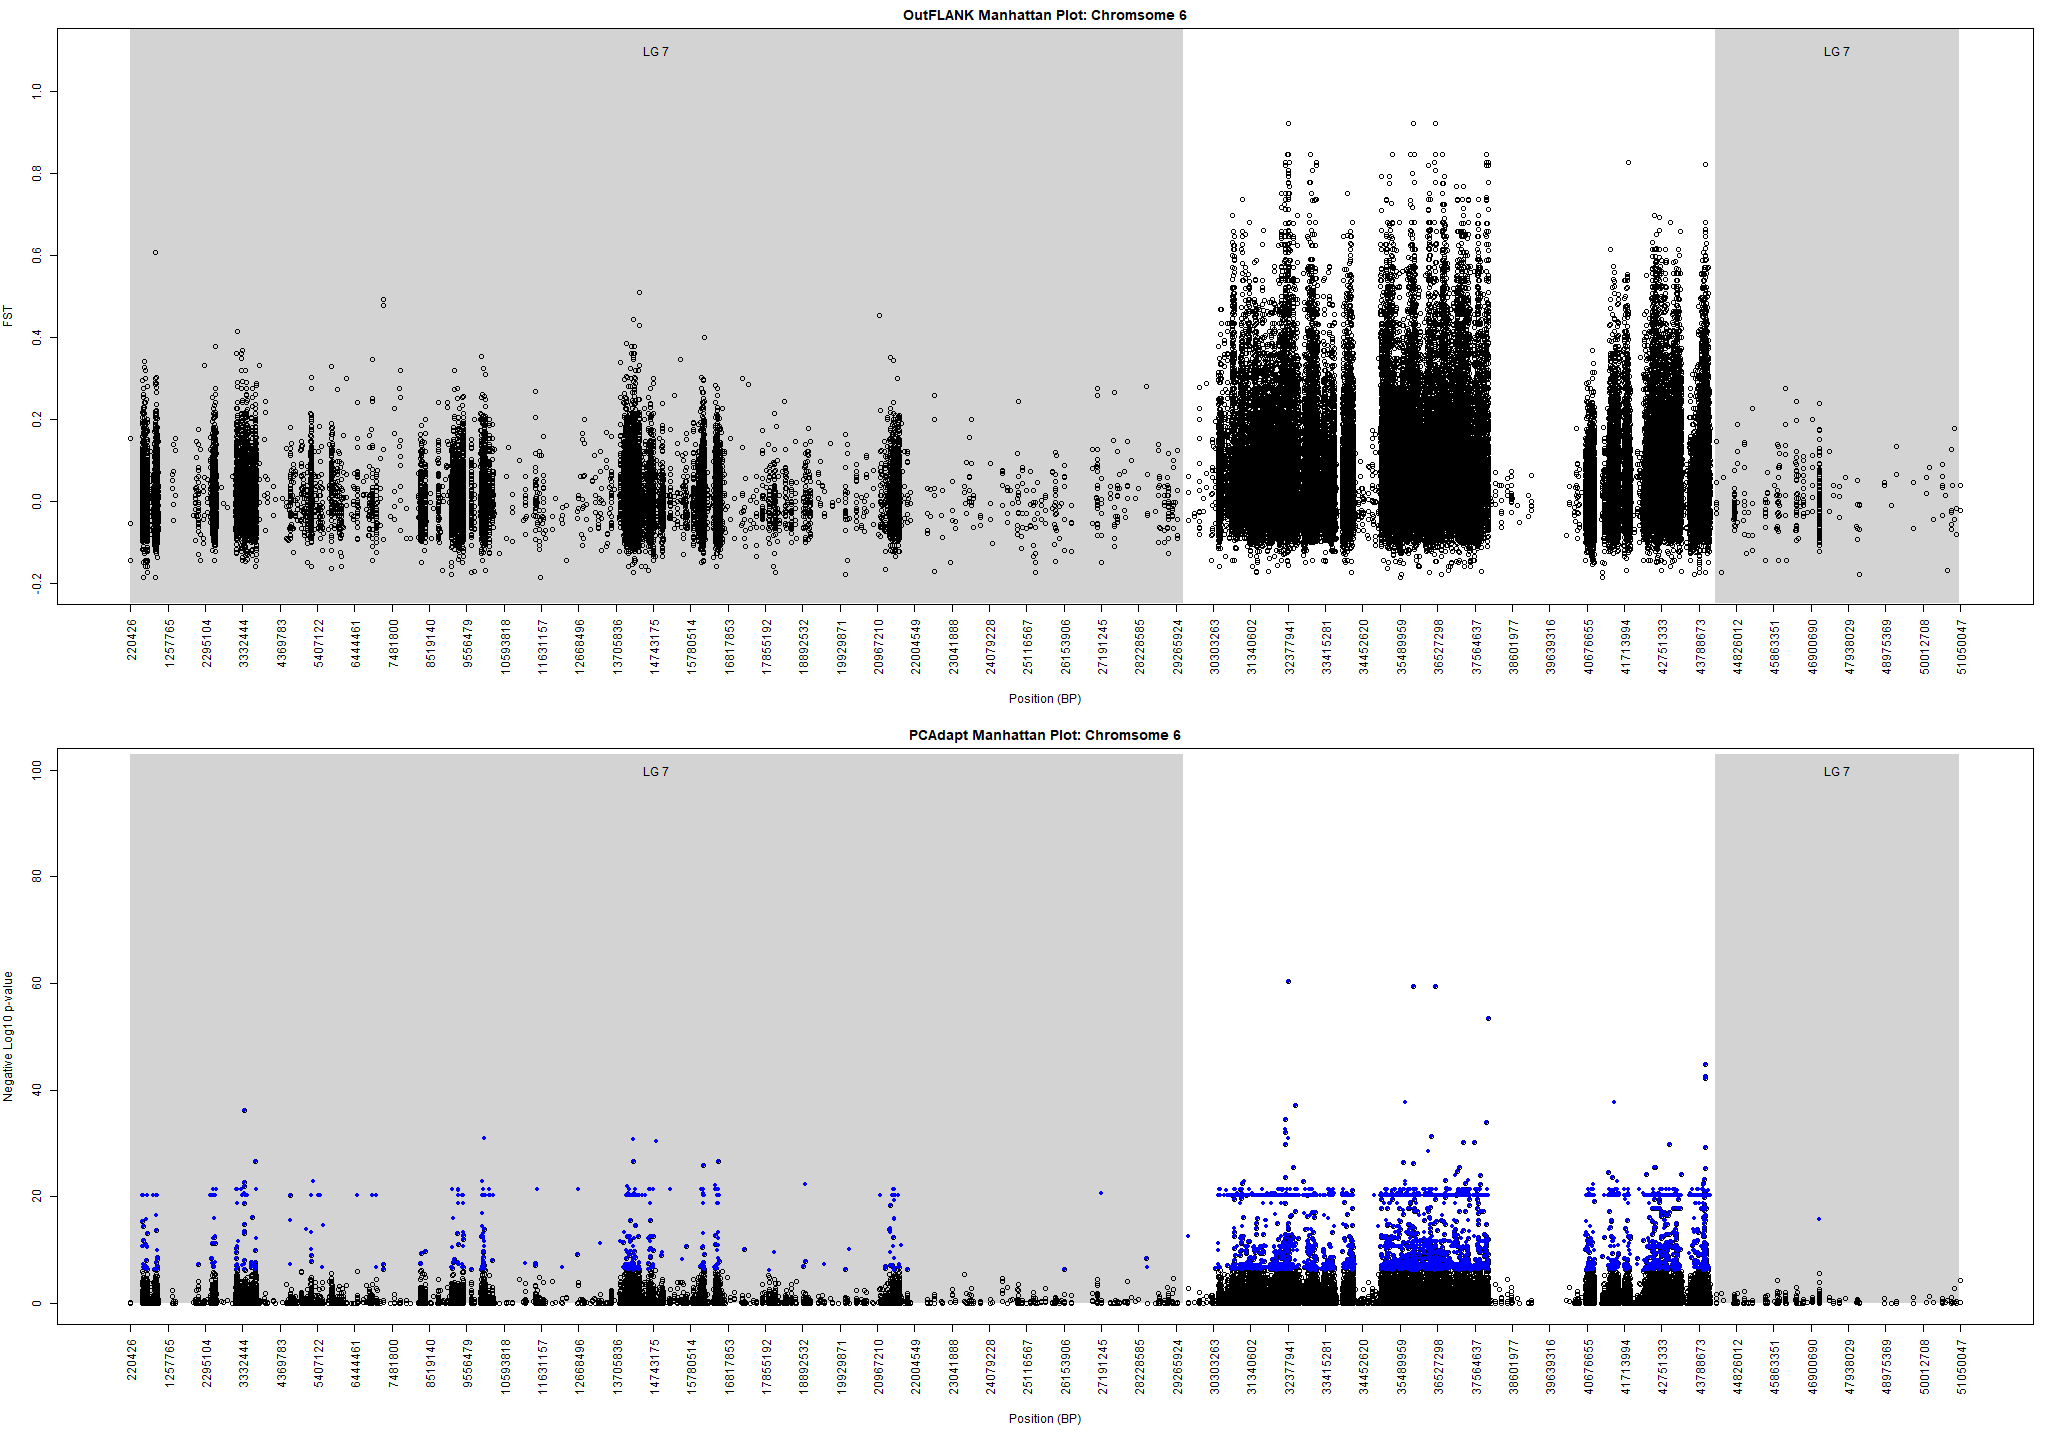 OutFLANK Manhattan Plot: Chromsome 6
LG 7 LG 7
1.0
0.8
0.6
0.4
0.2
0.0
-0.2
FST
220426 1257765 2295104 3332444 4369783 5407122 6444461 7481800 8519140 9556479 10593818 11631157 12668496 13705836 14743175 15780514 16817853 17855192 18892532 19929871 20967210 22004549 23041888 24079228 25116567 26153906 27191245 28228585 29265924 30303263 31340602 32377941 33415281 34452620 35489959 36527298 37564637 38601977 39639316 40676655 41713994 42751333 43788673 44826012 45863351 46900690 47938029 48975369 50012708 51050047
Position (BP)
PCAdapt Manhattan Plot: Chromsome 6
LG 7 LG 7
100
80
60
40
20
0
Negative Log10 p-value
220426 1257765 2295104 3332444 4369783 5407122 6444461 7481800 8519140 9556479 10593818 11631157 12668496 13705836 14743175 15780514 16817853 17855192 18892532 19929871 20967210 22004549 23041888 24079228 25116567 26153906 27191245 28228585 29265924 30303263 31340602 32377941 33415281 34452620 35489959 36527298 37564637 38601977 39639316 40676655 41713994 42751333 43788673 44826012 45863351 46900690 47938029 48975369 50012708 51050047
Position (BP)